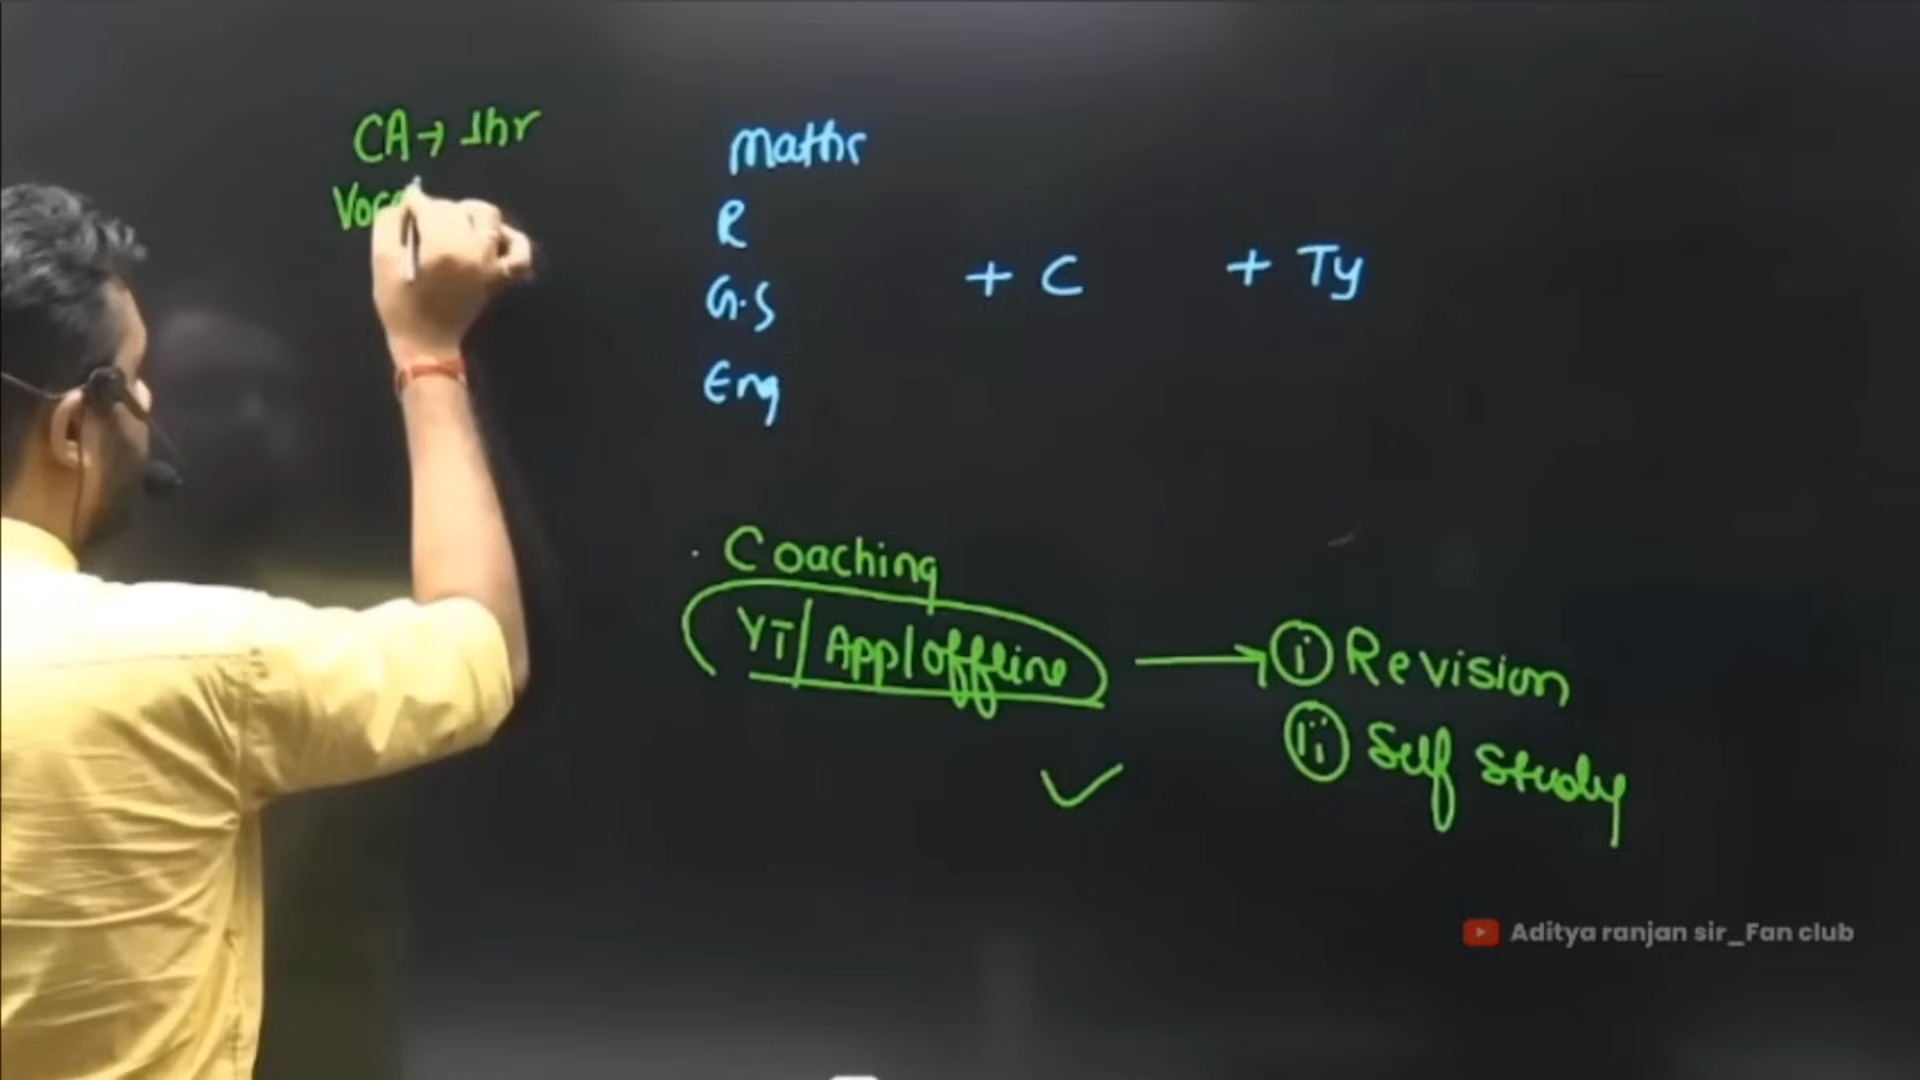 CA → 1hr
Maths
R
G.S
+ C
+ Ty
Eng
Coaching
YT/App/offline → (i) Revision
(ii) Self Study
Aditya ranjan sir_Fan club